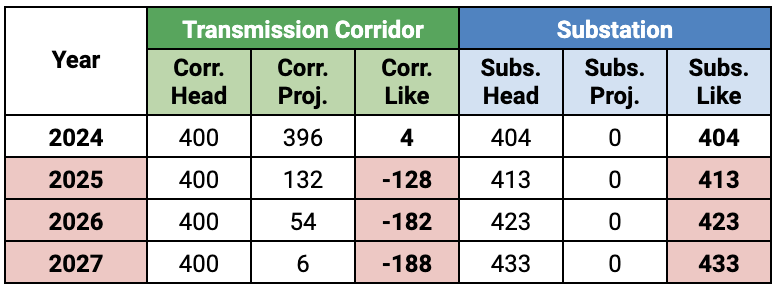 Year Transmission Corridor Substation
Corr. Head Corr. Proj. Corr. Like Subs. Head Subs. Proj. Subs. Like
2024 400 396 4 404 0 404
2025 400 132 -128 413 0 413
2026 400 54 -182 423 0 423
2027 400 6 -188 433 0 433